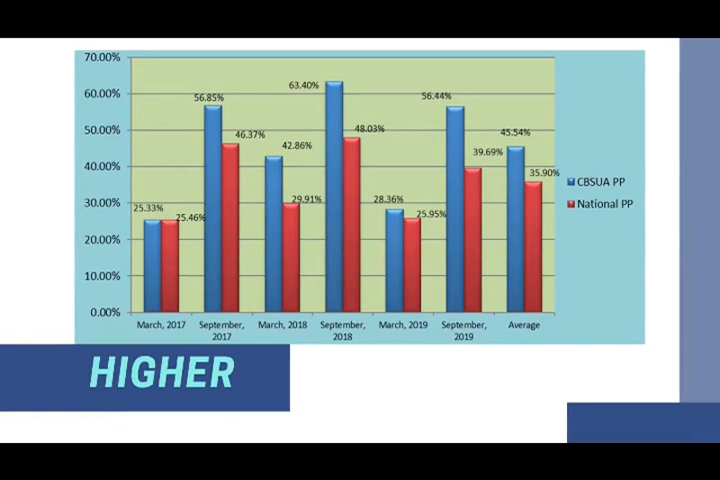 70.00%
60.00%
50.00%
40.00%
30.00%
20.00%
10.00%
0.00%
25.33%
25.46%
56.85%
46.37%
42.86%
29.91%
63.40%
48.03%
28.36%
25.95%
56.44%
39.69%
45.54%
35.90%
March, 2017
September,
2017
March, 2018
September,
2018
March, 2019
September,
2019
Average
CBSUA PP
National PP
HIGHER